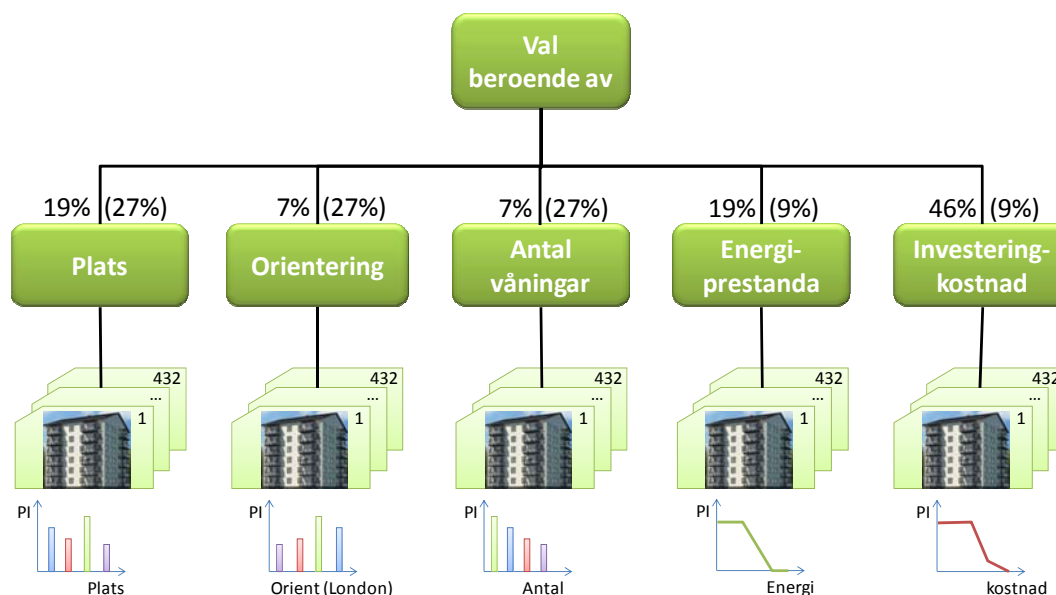 Val
beroende av
19% (27%)
7% (27%)
7% (27%)
19% (9%)
46% (9%)
Plats
Orientering
Antal
våningar
Energi-
prestanda
Investering-
kostnad
432
...
1
432
...
1
432
...
1
432
...
1
432
...
1
PI
Plats
PI
Orient (London)
PI
Antal
PI
Energi
PI
kostnad